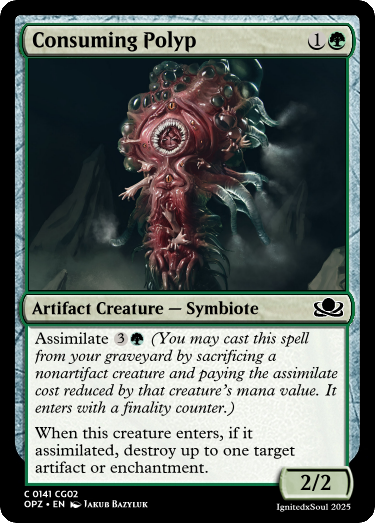 Consuming Polyp 1
Artifact Creature — Symbiote
Assimilate 3 (You may cast this spell
from your graveyard by sacrificing a
nonartifact creature and paying the assimilate
cost reduced by that creature's mana value. It
enters with a finality counter.)
When this creature enters, if it
assimilated, destroy up to one target
artifact or enchantment.
2/2
C 0141 CG02
OPZ • EN Jakub Bazyluk
IgnitedxSoul 2025